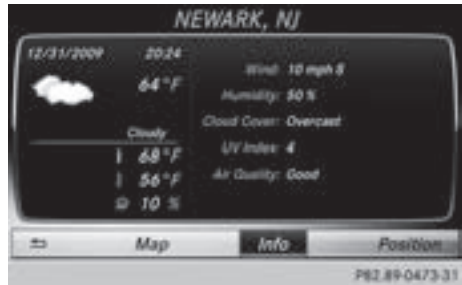 NEWARK, NJ
12/31/2009 20:24
64°F
Cloudy
68°F
56°F
10 %
Wind: 10 mph S
Humidity: 50 %
Cloud Cover: Overcast
UV Index: 4
Air Quality: Good
Map Info Position
P82.89-0473-31